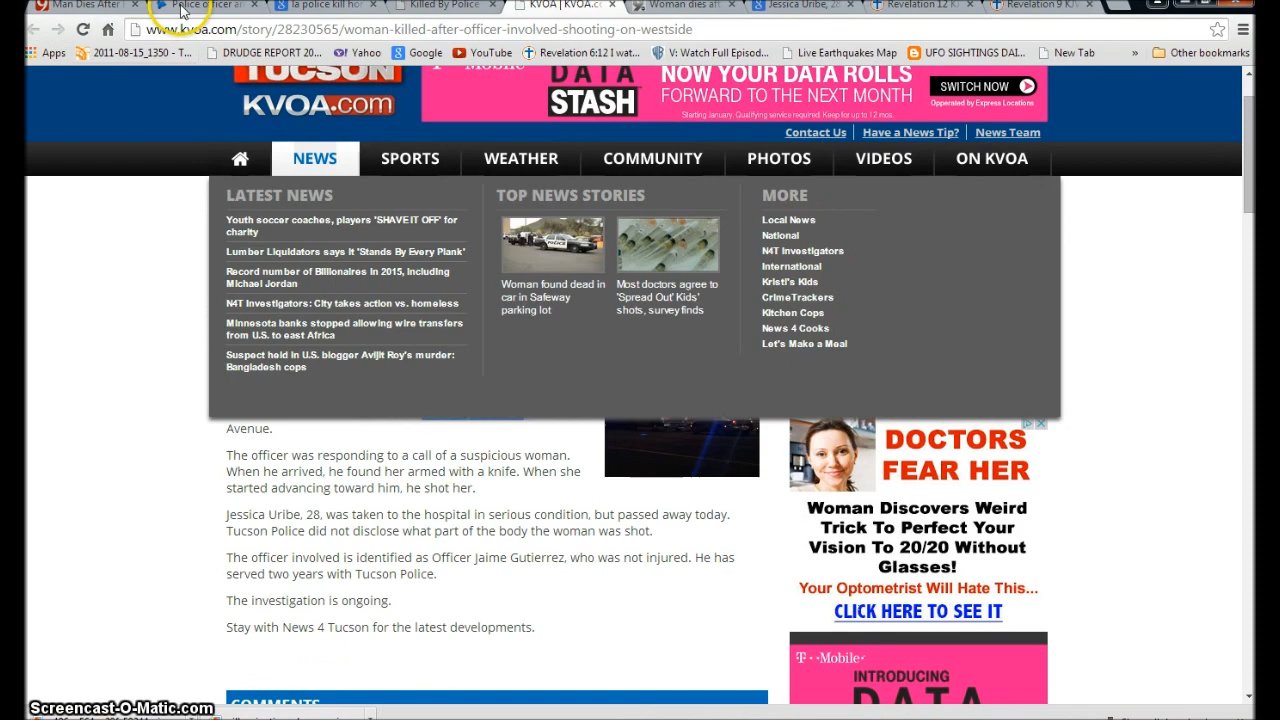 Man Dies After
Police officer an
la police kill hom
Killed By Police
KVOA | KVOA.c
Woman dies aft
Jessica Uribe, 28
Revelation 12 K
Revelation 9 KJV
www.kvoa.com/story/28230565/woman-killed-after-officer-involved-shooting-on-westside
Apps
2011-08-15_1350 - T...
DRUDGE REPORT 20...
Yahoo
Google
YouTube
Revelation 6:12 I wat...
V: Watch Full Episod...
Live Earthquakes Map
UFO SIGHTINGS DAI...
New Tab
»
Other bookmarks
TUCSON
KVOA.com
DATA
STASH
NOW YOUR DATA ROLLS
FORWARD TO THE NEXT MONTH
Starting January. Qualifying service required. Keep for up to 12 mos.
SWITCH NOW
Opperated by Express Locations
Contact Us
Have a News Tip?
News Team
NEWS
SPORTS
WEATHER
COMMUNITY
PHOTOS
VIDEOS
ON KVOA
LATEST NEWS
Youth soccer coaches, players 'SHAVE IT OFF' for
charity
Lumber Liquidators says it 'Stands By Every Plank'
Record number of Billionaires in 2015, including
Michael Jordan
N4T Investigators: City takes action vs. homeless
Minnesota banks stopped allowing wire transfers
from U.S. to east Africa
Suspect held in U.S. blogger Avijit Roy's murder:
Bangladesh cops
TOP NEWS STORIES
POLICE
Woman found dead in
car in Safeway
parking lot
Most doctors agree to
'Spread Out' Kids'
shots, survey finds
MORE
Local News
National
N4T Investigators
International
Kristi's Kids
CrimeTrackers
Kitchen Cops
News 4 Cooks
Let's Make a Meal
Avenue.
The officer was responding to a call of a suspicious woman.
When he arrived, he found her armed with a knife. When she
started advancing toward him, he shot her.
Jessica Uribe, 28, was taken to the hospital in serious condition, but passed away today.
Tucson Police did not disclose what part of the body the woman was shot.
The officer involved is identified as Officer Jaime Gutierrez, who was not injured. He has
served two years with Tucson Police.
The investigation is ongoing.
Stay with News 4 Tucson for the latest developments.
COMMENTS
DOCTORS
FEAR HER
Woman Discovers Weird
Trick To Perfect Your
Vision To 20/20 Without
Glasses!
Your Optometrist Will Hate This...
CLICK HERE TO SEE IT
T··Mobile·
INTRODUCING
DATA
Screencast-O-Matic.com